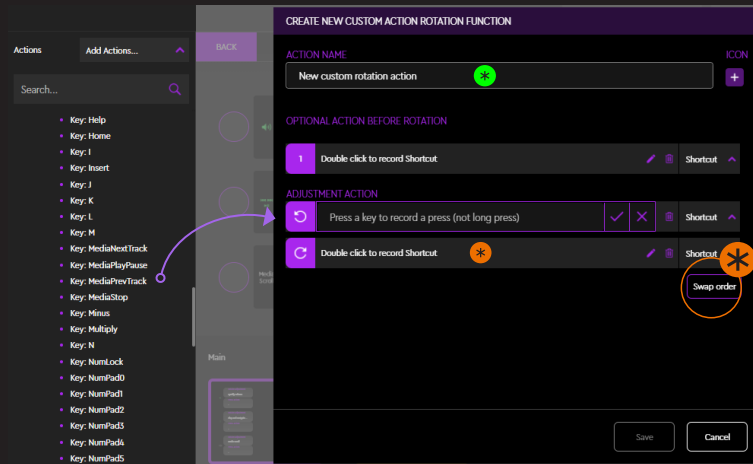 CREATE NEW CUSTOM ACTION ROTATION FUNCTION
Actions
Add Actions...
BACK
ACTION NAME
ICON
New custom rotation action
Search...
OPTIONAL ACTION BEFORE ROTATION
Key: Help
Key: Home
Key: I
Key: Insert
Key: J
Key: K
Key: L
Key: M
Key: MediaNextTrack
Key: MediaPlayPause
Key: MediaPrevTrack
Key: MediaStop
Key: Minus
Key: Multiply
Key: N
Key: NumLock
Key: NumPad0
Key: NumPad1
Key: NumPad2
Key: NumPad3
Key: NumPad4
Key: NumPad5
1 Double click to record Shortcut Shortcut
ADJUSTMENT ACTION
Press a key to record a press (not long press) Shortcut
Double click to record Shortcut Shortcut
Swap order
Media
Scroll
Main
Save
Cancel